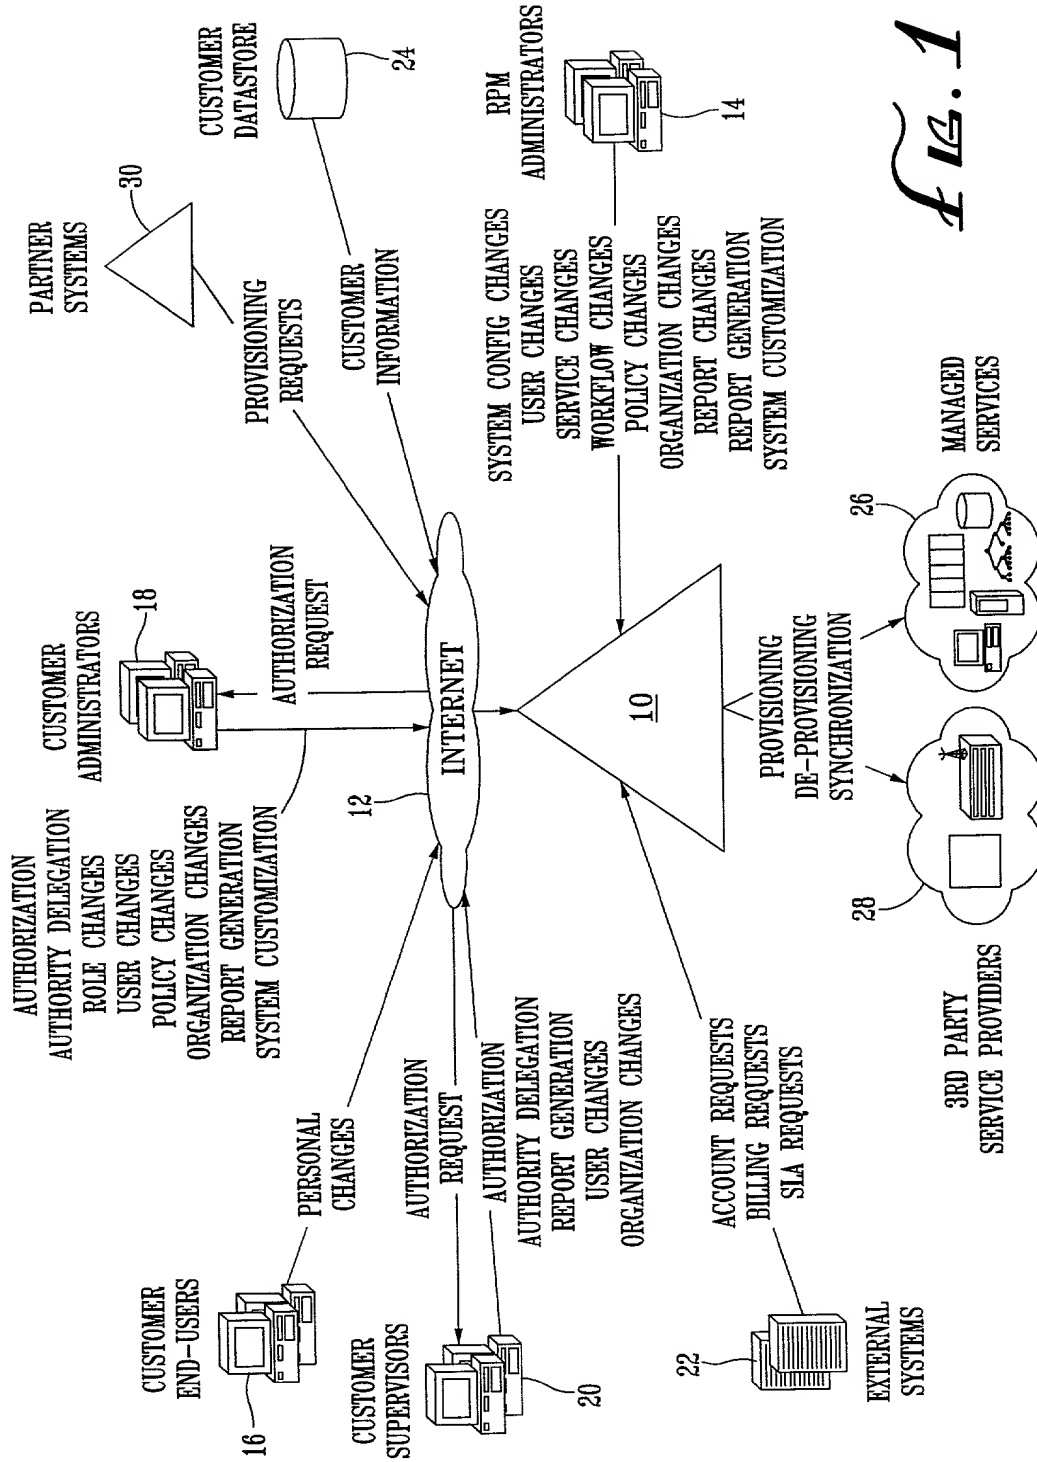 CUSTOMER
END-USERS
16
PERSONAL
CHANGES
AUTHORIZATION
AUTHORITY DELEGATION
ROLE CHANGES
USER CHANGES
POLICY CHANGES
ORGANIZATION CHANGES
REPORT GENERATION
SYSTEM CUSTOMIZATION
CUSTOMER
ADMINISTRATORS
18
AUTHORIZATION
REQUEST
PARTNER
SYSTEMS
30
PROVISIONING
REQUESTS
CUSTOMER
DATASTORE
24
CUSTOMER
INFORMATION
CUSTOMER
SUPERVISORS
20
AUTHORIZATION
REQUEST
AUTHORIZATION
AUTHORITY DELEGATION
REPORT GENERATION
USER CHANGES
ORGANIZATION CHANGES
12
INTERNET
RPM
ADMINISTRATORS
14
SYSTEM CONFIG CHANGES
USER CHANGES
SERVICE CHANGES
WORKFLOW CHANGES
POLICY CHANGES
ORGANIZATION CHANGES
REPORT CHANGES
REPORT GENERATION
SYSTEM CUSTOMIZATION
10
22
EXTERNAL
SYSTEMS
ACCOUNT REQUESTS
BILLING REQUESTS
SLA REQUESTS
PROVISIONING
DE-PROVISIONING
SYNCHRONIZATION
28
3RD PARTY
SERVICE PROVIDERS
26
MANAGED
SERVICES
FIG. 1